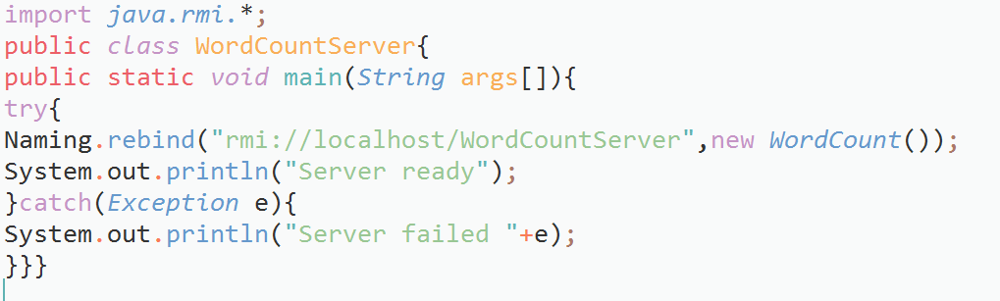 import java.rmi.*;
public class WordCountServer{
public static void main(String args[]){
try{
Naming.rebind("rmi://localhost/WordCountServer",new WordCount());
System.out.println("Server ready");
}catch(Exception e){
System.out.println("Server failed "+e);
}}}